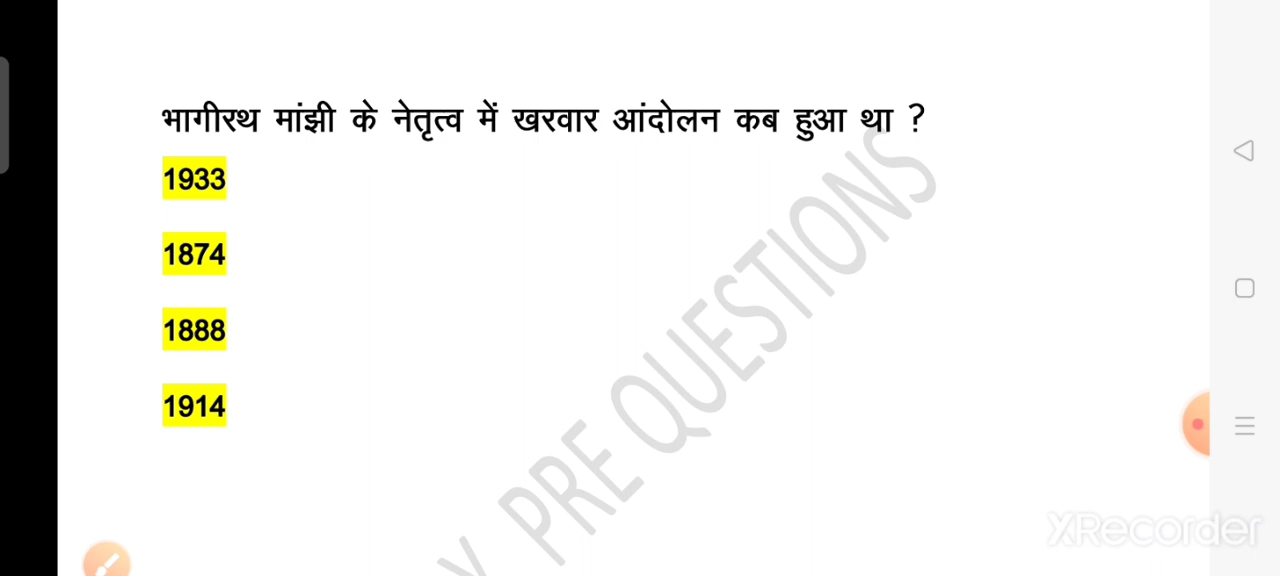 भागीरथ मांझी के नेतृत्व में खरवार आंदोलन कब हुआ था ?
1933
1874
1888
1914
PRE QUESTIONS
XRecorder